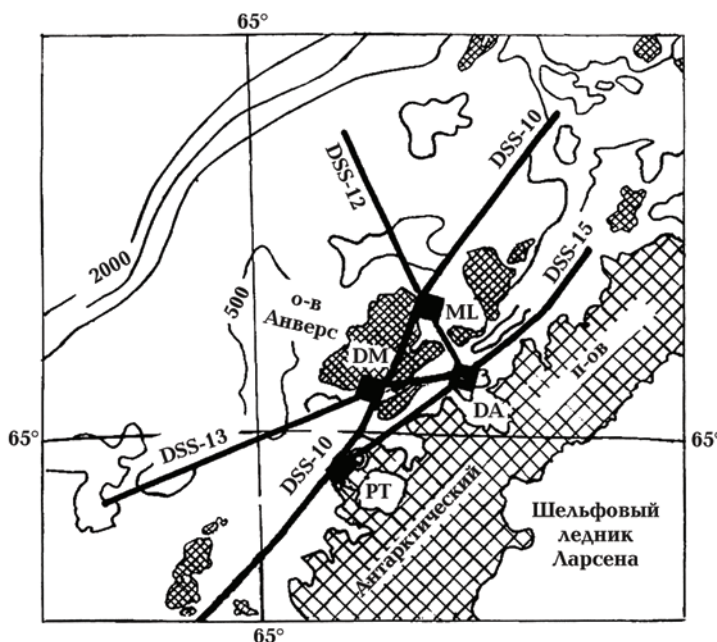 65°
DSS-10
DSS-12
DSS-15
2000
500
о-в
Анверс
ML
DM
п-ов
DA
65°
65°
DSS-13
DSS-10
PT
Антарктический
Шельфовый
ледник
Ларсена
65°